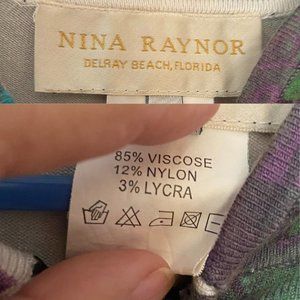 NINA RAYNOR
DELRAY BEACH, FLORIDA
85% VISCOSE
12% NYLON
3% LYCRA